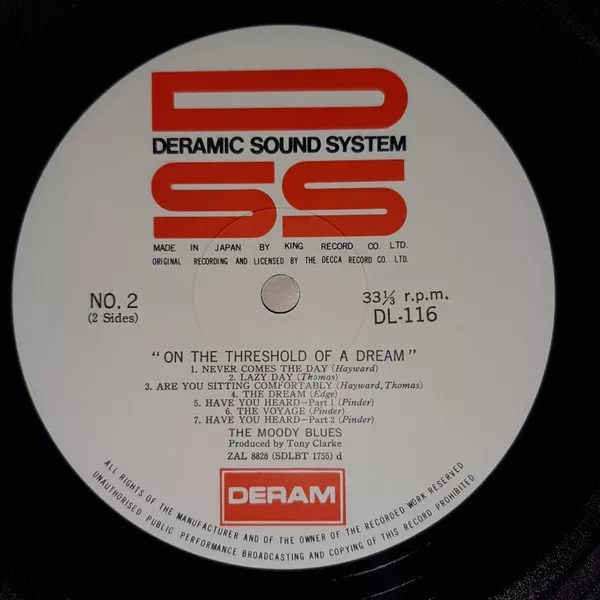 D
DERAMIC SOUND SYSTEM
SS
MADE IN JAPAN BY KING RECORD CO. LTD.
ORIGINAL RECORDING AND LICENSED BY THE DECCA RECORD CO. LTD.
NO. 2
(2 Sides)
33⅓ r.p.m.
DL-116
"ON THE THRESHOLD OF A DREAM"
1. NEVER COMES THE DAY (Hayward)
2. LAZY DAY (Thomas)
3. ARE YOU SITTING COMFORTABLY (Hayward, Thomas)
4. THE DREAM (Edge)
5. HAVE YOU HEARD—Part 1 (Pinder)
6. THE VOYAGE (Pinder)
7. HAVE YOU HEARD—Part 2 (Pinder)
THE MOODY BLUES
Produced by Tony Clarke
ZAL 8828 (SDLBT 1755) d
DERAM
ALL RIGHTS OF THE MANUFACTURER AND OF THE OWNER OF THE RECORDED WORK RESERVED
UNAUTHORISED PUBLIC PERFORMANCE BROADCASTING AND COPYING OF THIS RECORD PROHIBITED